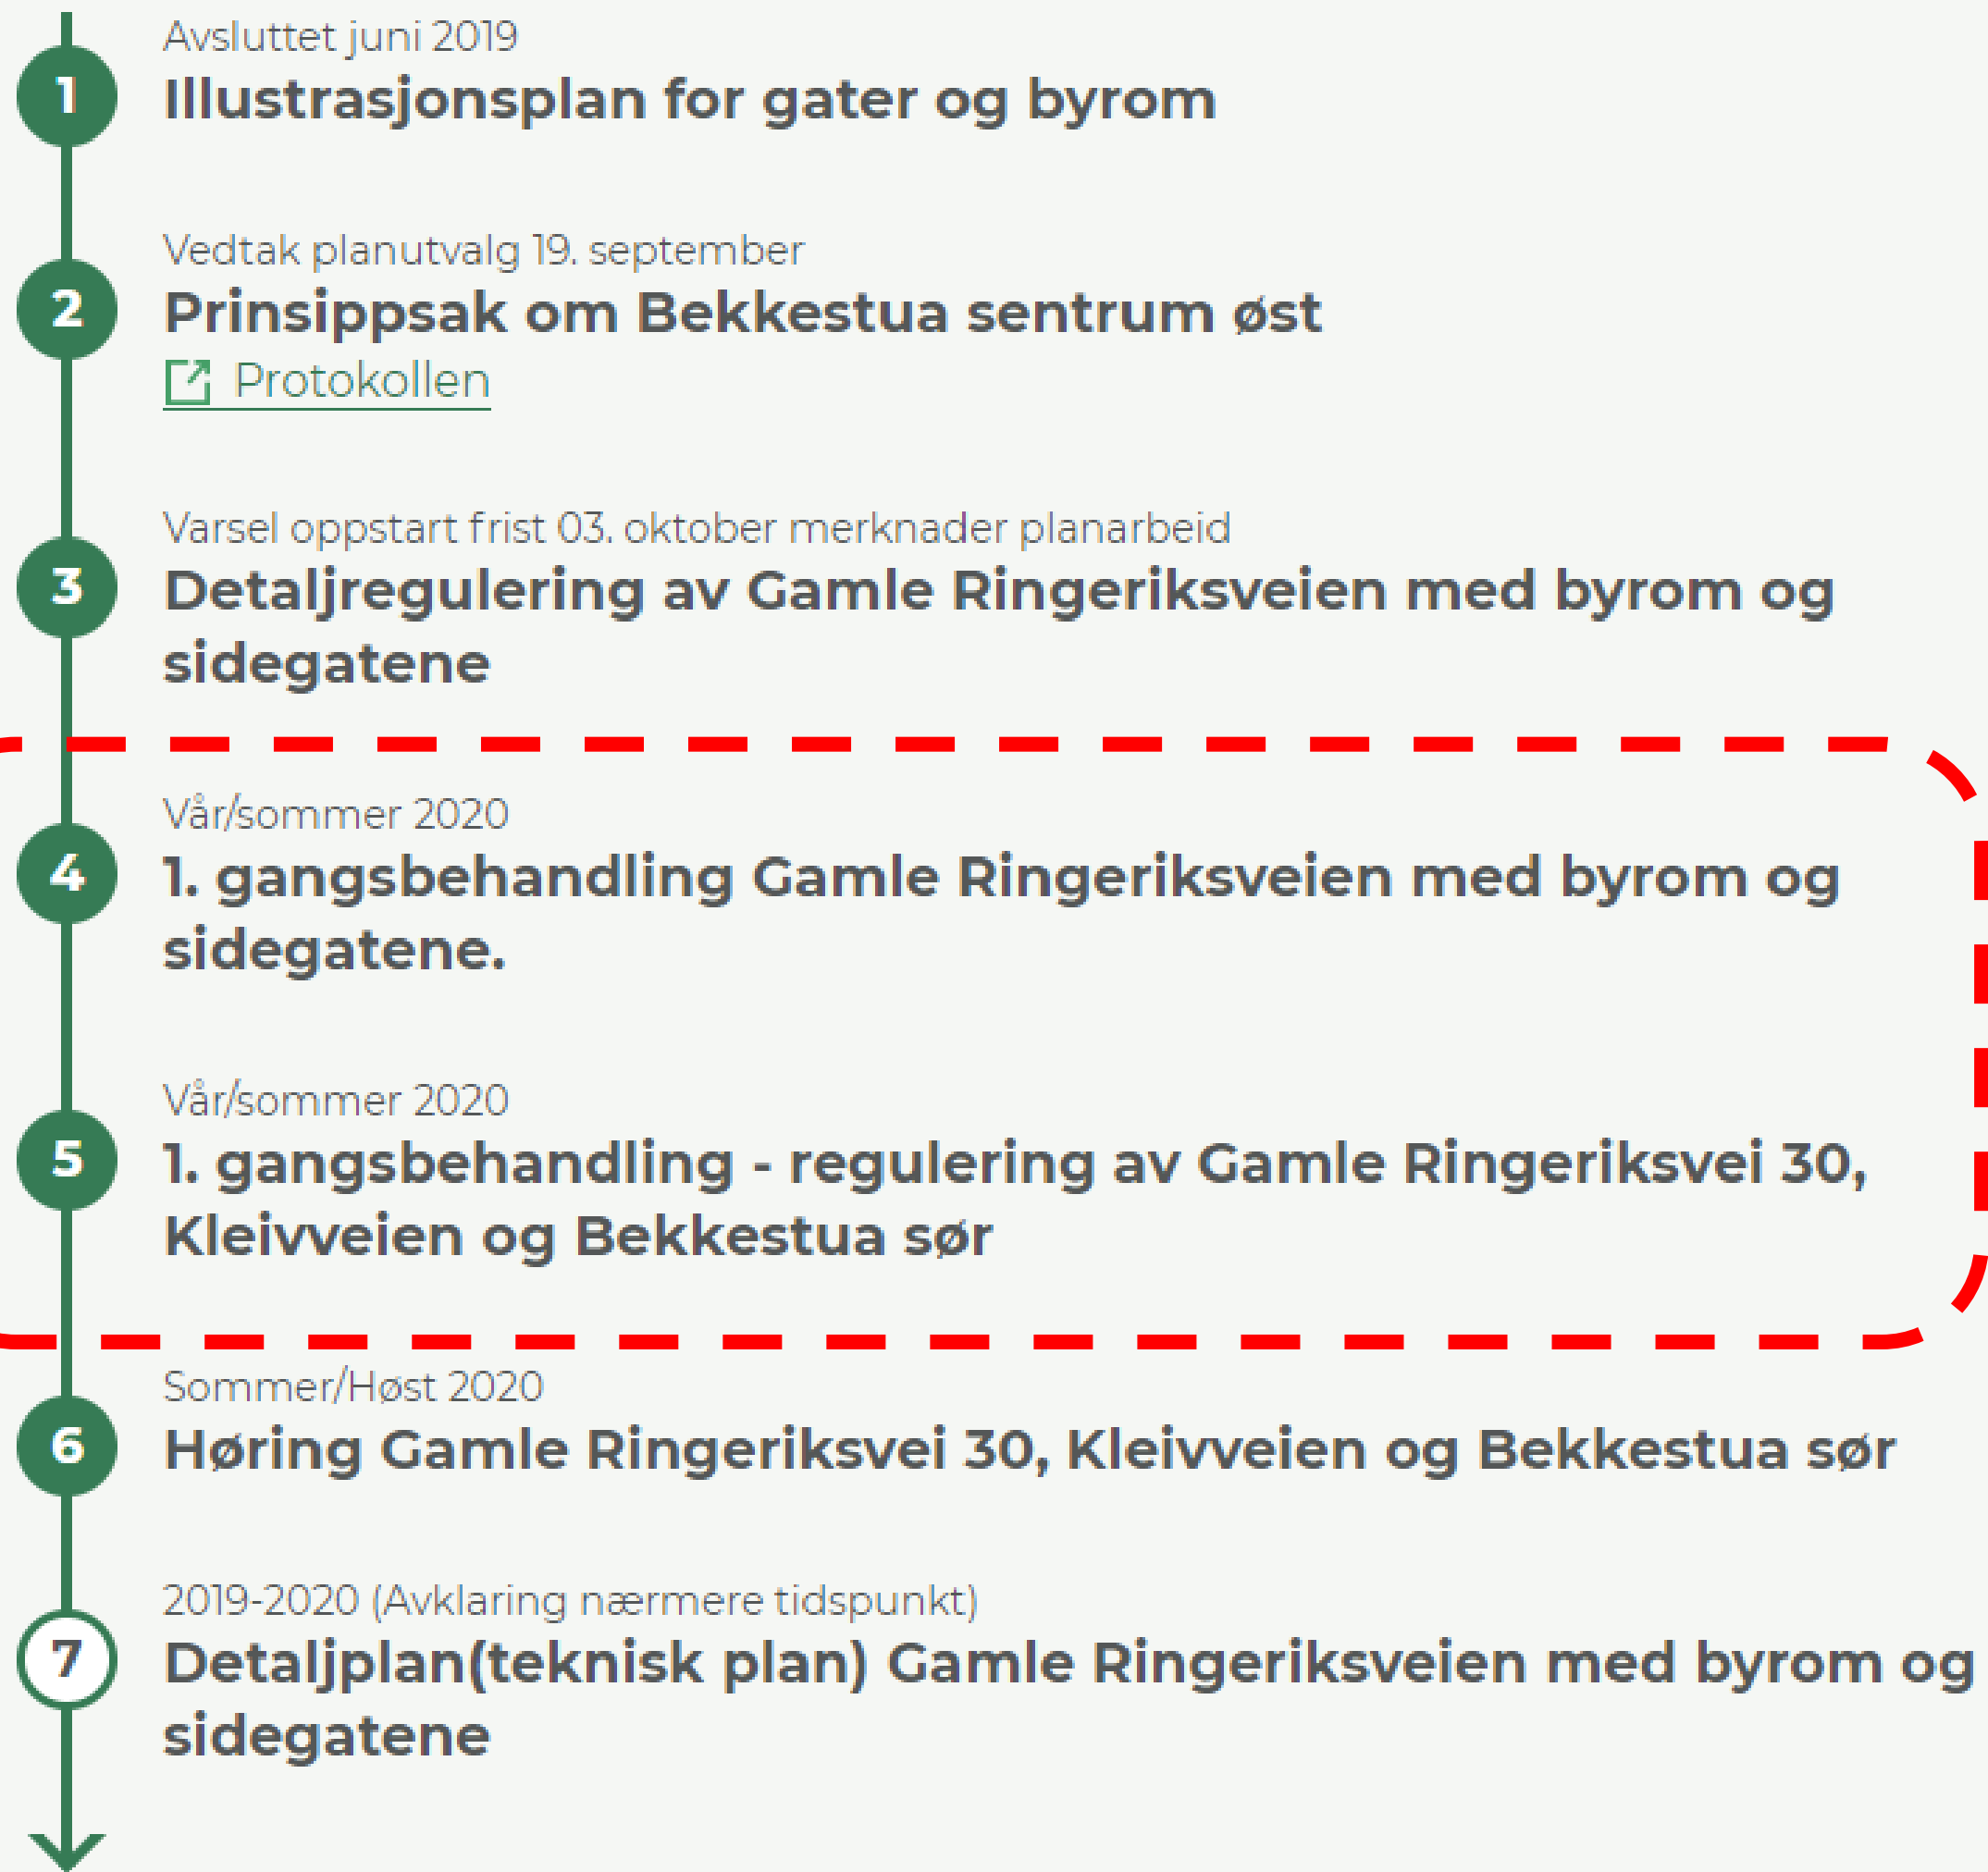 Avsluttet juni 2019
1
Illustrasjonsplan for gater og byrom
Vedtak planutvalg 19. september
2
Prinsippsak om Bekkestua sentrum øst
Protokollen
Varsel oppstart frist 03. oktober merknader planarbeid
3
Detaljregulering av Gamle Ringeriksveien med byrom og
sidegatene
Vår/sommer 2020
4
1. gangsbehandling Gamle Ringeriksveien med byrom og
sidegatene.
Vår/sommer 2020
5
1. gangsbehandling - regulering av Gamle Ringeriksvei 30,
Kleivveien og Bekkestua sør
Sommer/Høst 2020
6
Høring Gamle Ringeriksvei 30, Kleivveien og Bekkestua sør
2019-2020 (Avklaring nærmere tidspunkt)
7
Detaljplan(teknisk plan) Gamle Ringeriksveien med byrom og
sidegatene